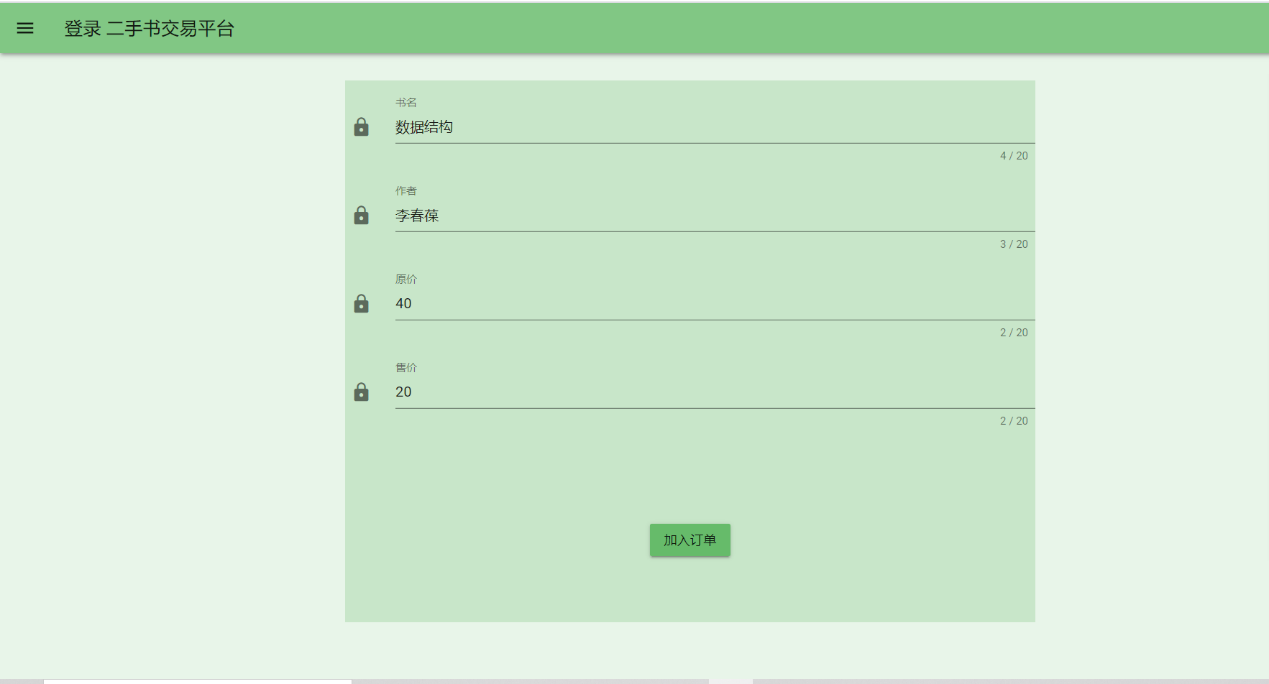 登录 二手书交易平台
书名
数据结构
4 / 20
作者
李春葆
3 / 20
原价
40
2 / 20
售价
20
2 / 20
加入订单